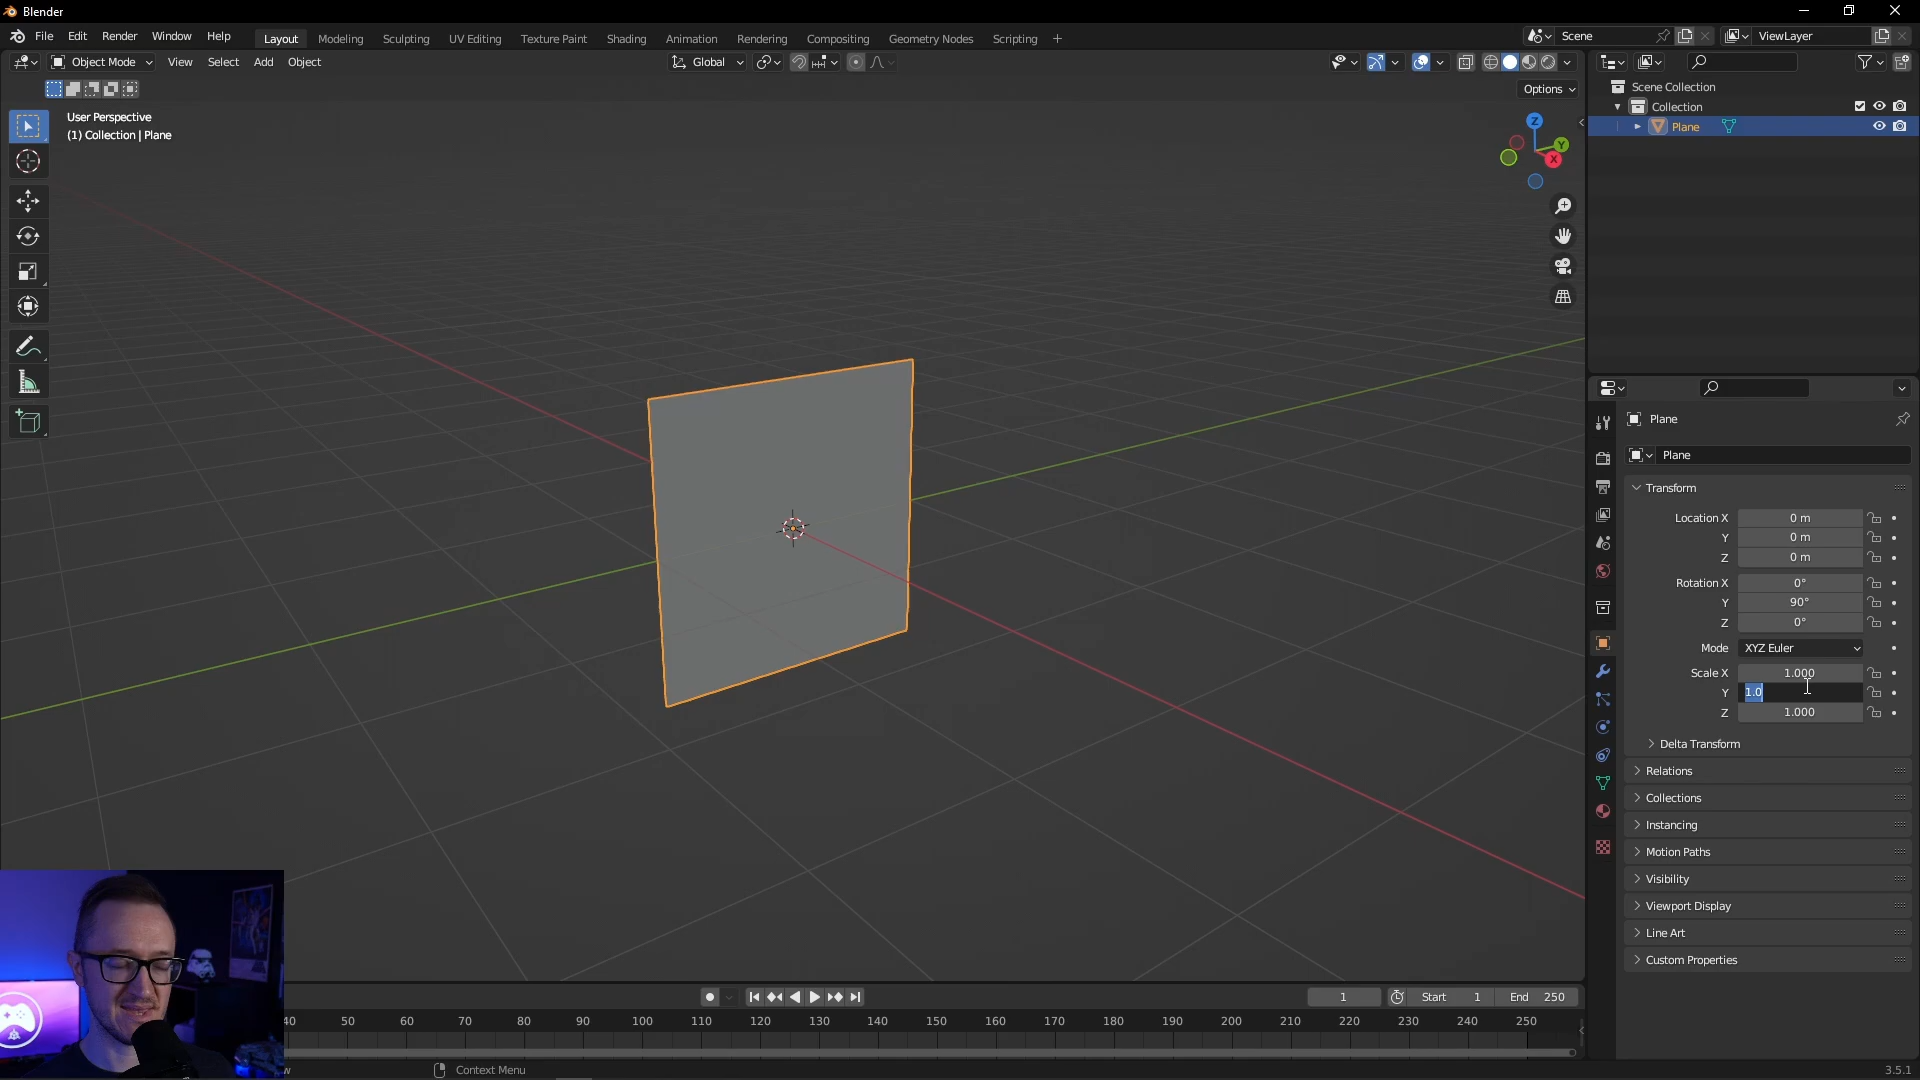 Blender
File Edit Render Window Help Layout Modeling Sculpting UV Editing Texture Paint Shading Animation Rendering Compositing Geometry Nodes Scripting + Scene ViewLayer
Object Mode View Select Add Object Global
Options
User Perspective
(1) Collection | Plane
Z
Y
X
Scene Collection
Collection
Plane
Plane
Plane
Transform
Location X 0 m
Y 0 m
Z 0 m
Rotation X 0°
Y 90°
Z 0°
Mode XYZ Euler
Scale X 1.000
Y 1.0
Z 1.000
Delta Transform
Relations
Collections
Instancing
Motion Paths
Visibility
Viewport Display
Line Art
Custom Properties
1 Start 1 End 250
40 50 60 70 80 90 100 110 120 130 140 150 160 170 180 190 200 210 220 230 240 250
Context Menu
3.5.1